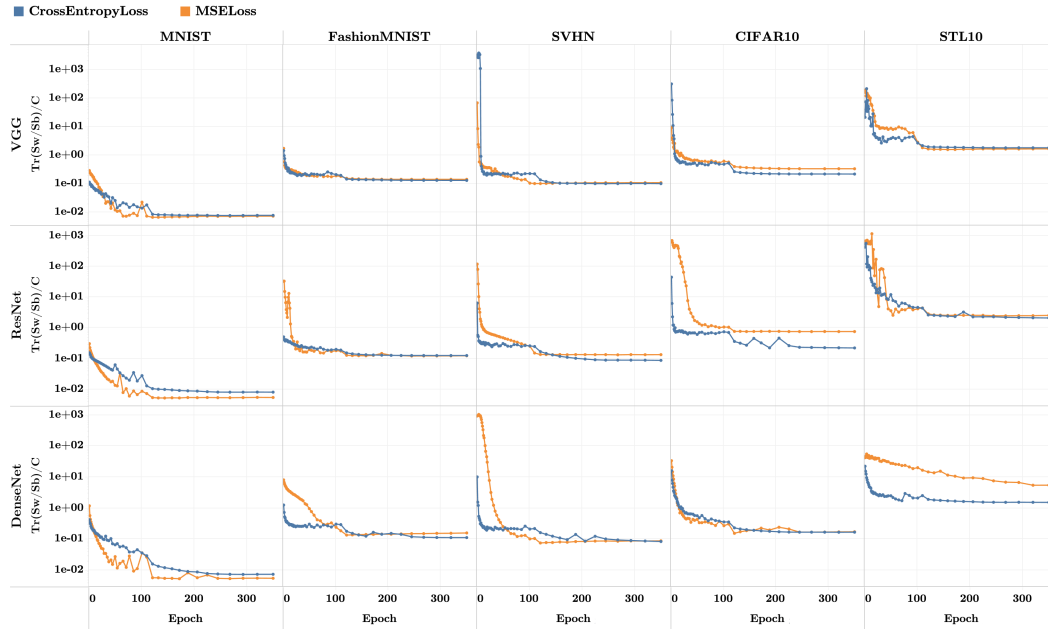 CrossEntropyLoss MSELoss
MNIST FashionMNIST SVHN CIFAR10 STL10
VGG
Tr(Sw/Sb)/C
1e+03
1e+02
1e+01
1e+00
1e-01
1e-02
ResNet
Tr(Sw/Sb)/C
1e+03
1e+02
1e+01
1e+00
1e-01
1e-02
DenseNet
Tr(Sw/Sb)/C
1e+03
1e+02
1e+01
1e+00
1e-01
1e-02
0 100 200 300 0 100 200 300 0 100 200 300 0 100 200 300 0 100 200 300
Epoch Epoch Epoch Epoch Epoch